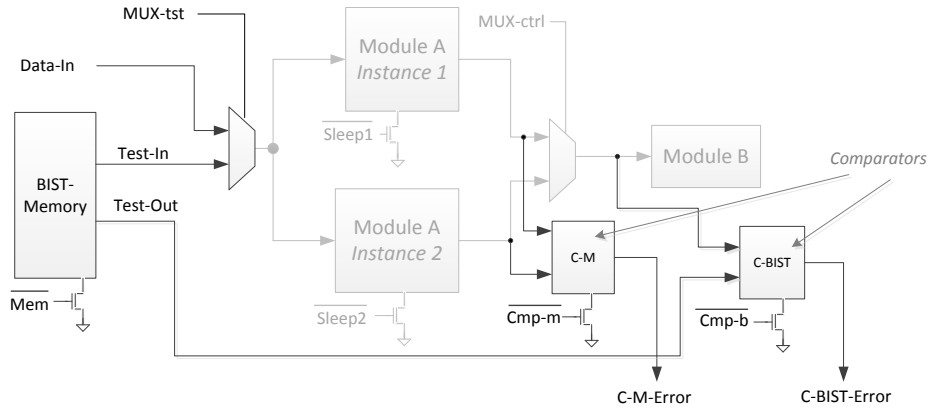 MUX-tst
Data-In
Module A
Instance 1
MUX-ctrl
Sleep1
Test-In
BIST-
Memory
Test-Out
Module B
Comparators
Module A
Instance 2
C-M
C-BIST
Mem
Sleep2
Cmp-m
Cmp-b
C-M-Error
C-BIST-Error